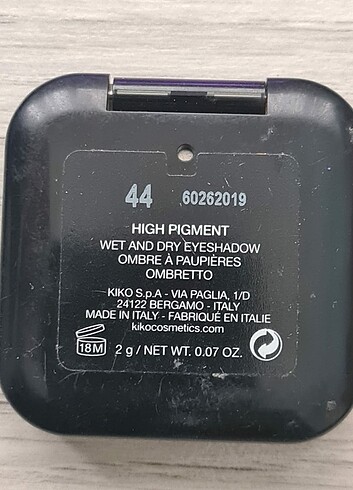 44 60262019
HIGH PIGMENT
WET AND DRY EYESHADOW
OMBRE À PAUPIÈRES
OMBRETTO
KIKO S.p.A - VIA PAGLIA, 1/D
24122 BERGAMO - ITALY
MADE IN ITALY - FABRIQUÉ EN ITALIE
kikocosmetics.com
18M 2 g / NET WT. 0.07 OZ.